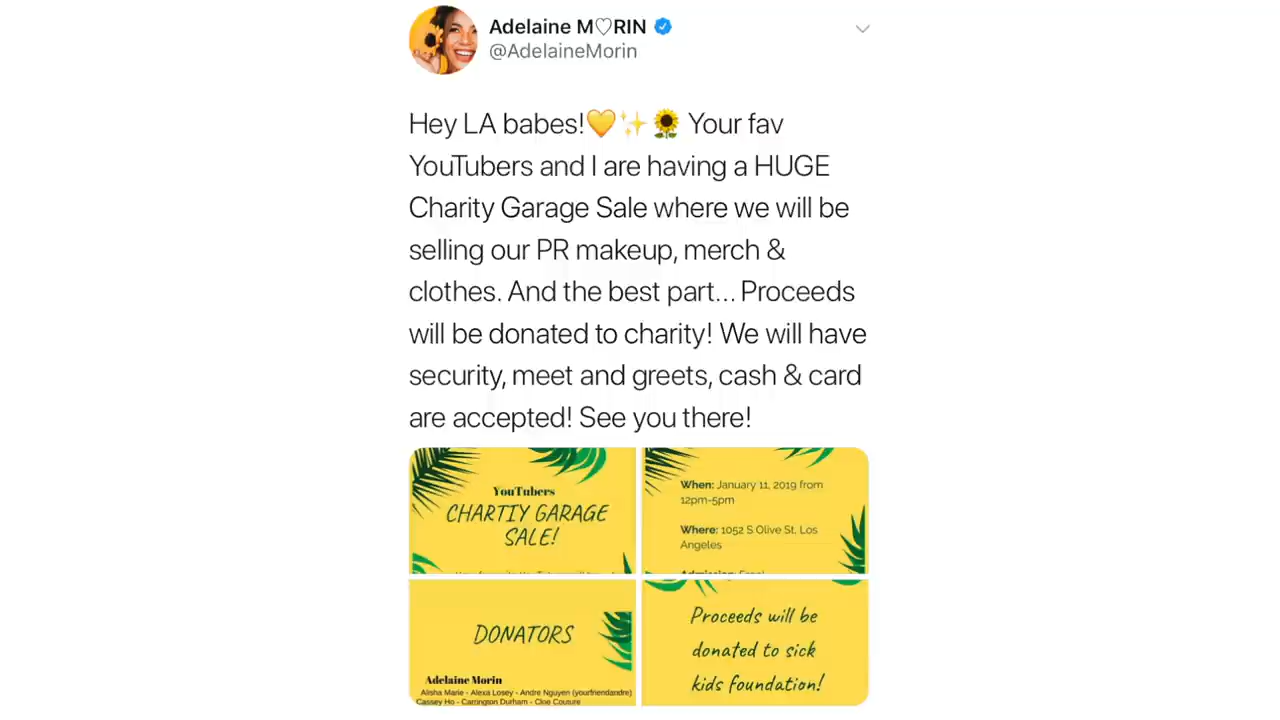 Adelaine M♡RIN
@AdelaineMorin
Hey LA babes!💛✨🌻 Your fav
YouTubers and I are having a HUGE
Charity Garage Sale where we will be
selling our PR makeup, merch &
clothes. And the best part... Proceeds
will be donated to charity! We will have
security, meet and greets, cash & card
are accepted! See you there!
YouTubers
CHARTIY GARAGE
SALE!
When: January 11, 2019 from
12pm-5pm
Where: 1052 S Olive St, Los
Angeles
Admission: Free!
DONATORS
Adelaine Morin
Alisha Marie - Alexa Losey - Andre Nguyen (yourfriendandre)
Cassey Ho - Carrington Durham - Cloe Couture
Proceeds will be
donated to sick
kids foundation!